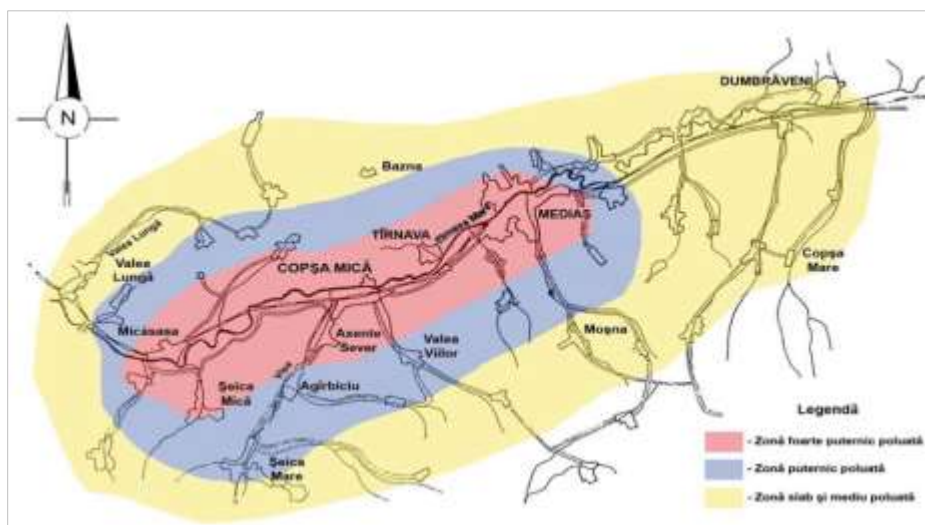 N
DUMBRĂVENI
Bazna
MEDIAȘ
TÎRNAVA
Valea Lungă
Valea
Lungă
COPȘA MICĂ
Copșa
Mare
Micăsasa
Axente
Sever
Valea
Viilor
Moșna
Șeica
Mică
Agîrbiciu
Șeica
Mare
Legendă
- Zonă foarte puternic poluată
- Zonă puternic poluată
- Zonă slab și mediu poluată